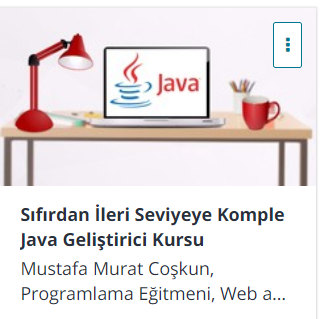 Java
Sıfırdan İleri Seviyeye Komple
Java Geliştirici Kursu
Mustafa Murat Coşkun,
Programlama Eğitmeni, Web a...